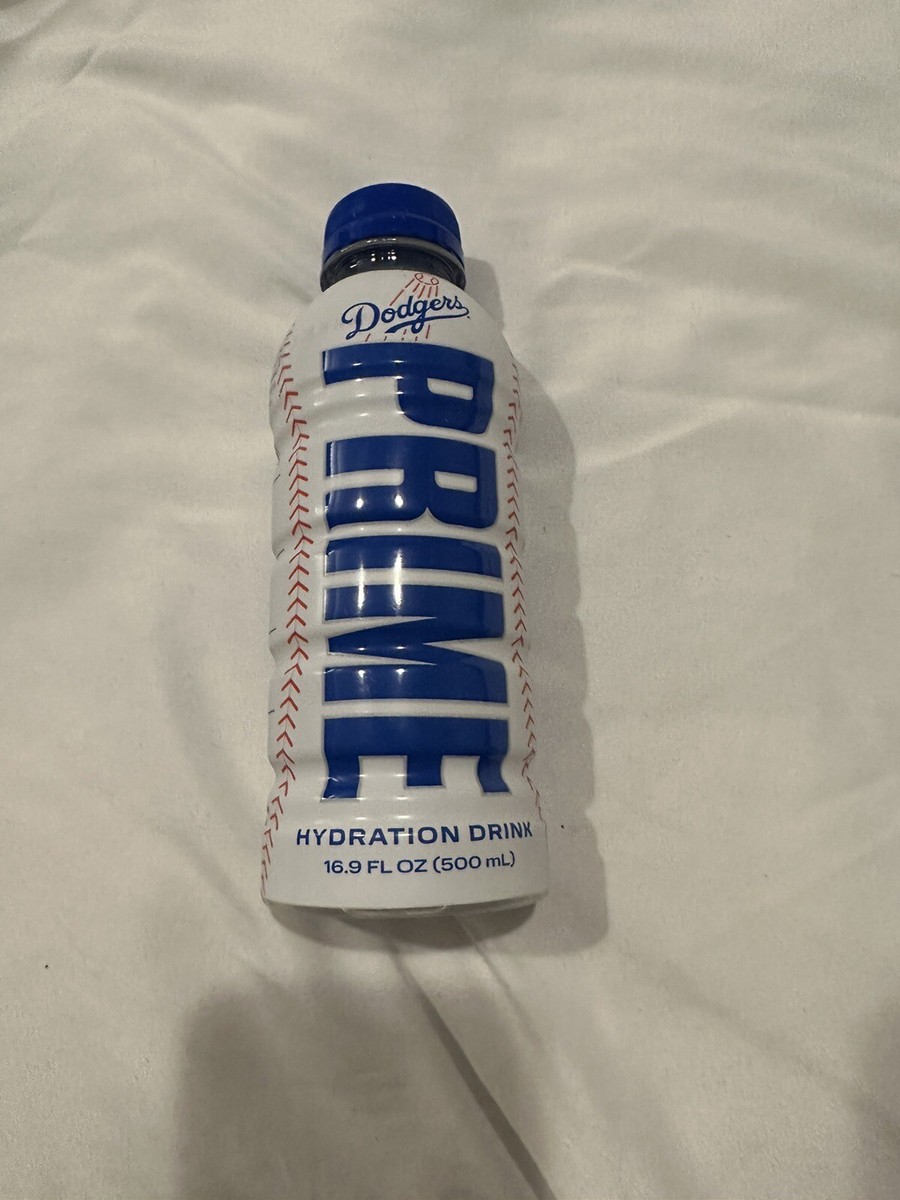 Dodgers
PRIME
HYDRATION DRINK
16.9 FL OZ (500 mL)